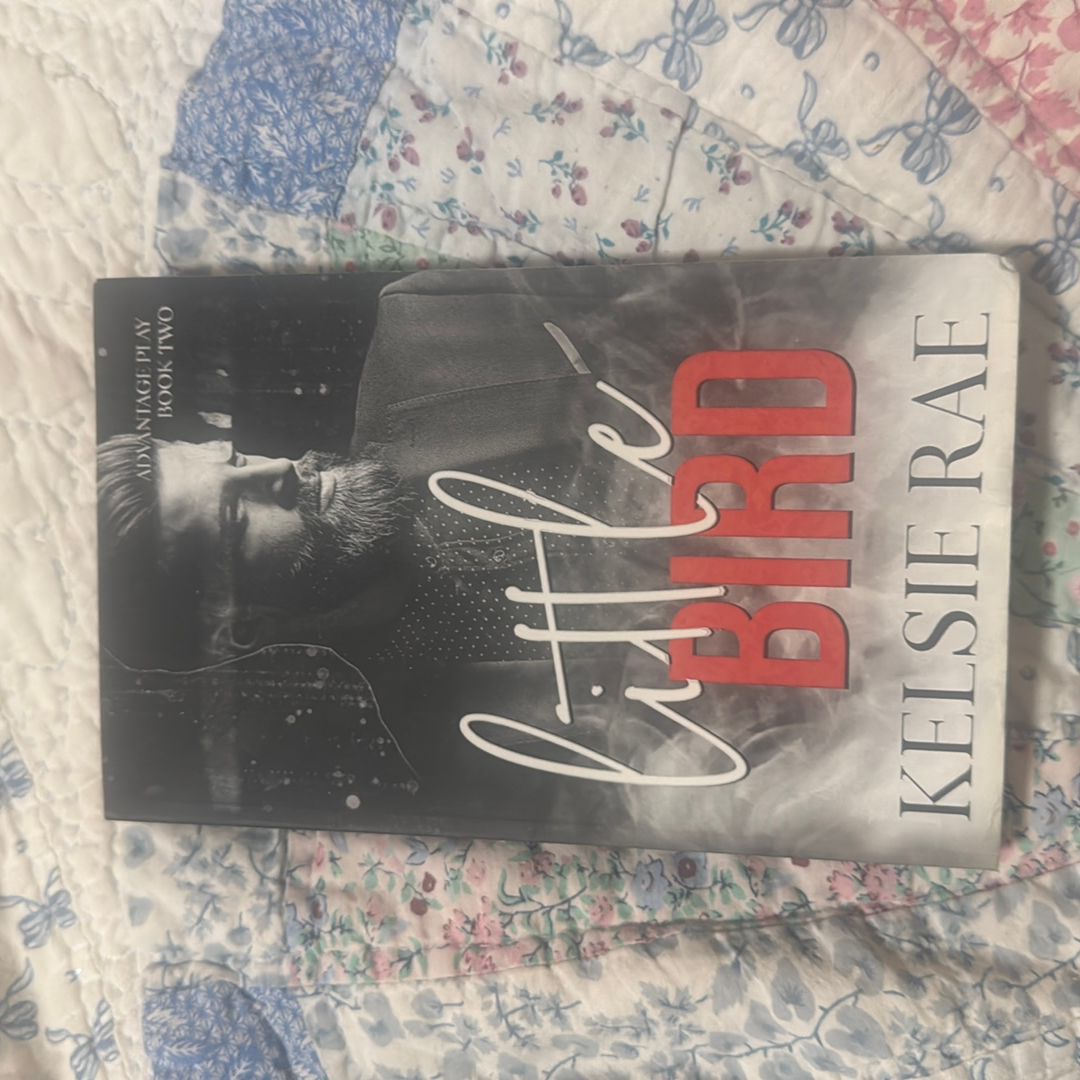 ADVANTAGE PLAY
BOOK TWO
little
BIRD
KELSIE RAE